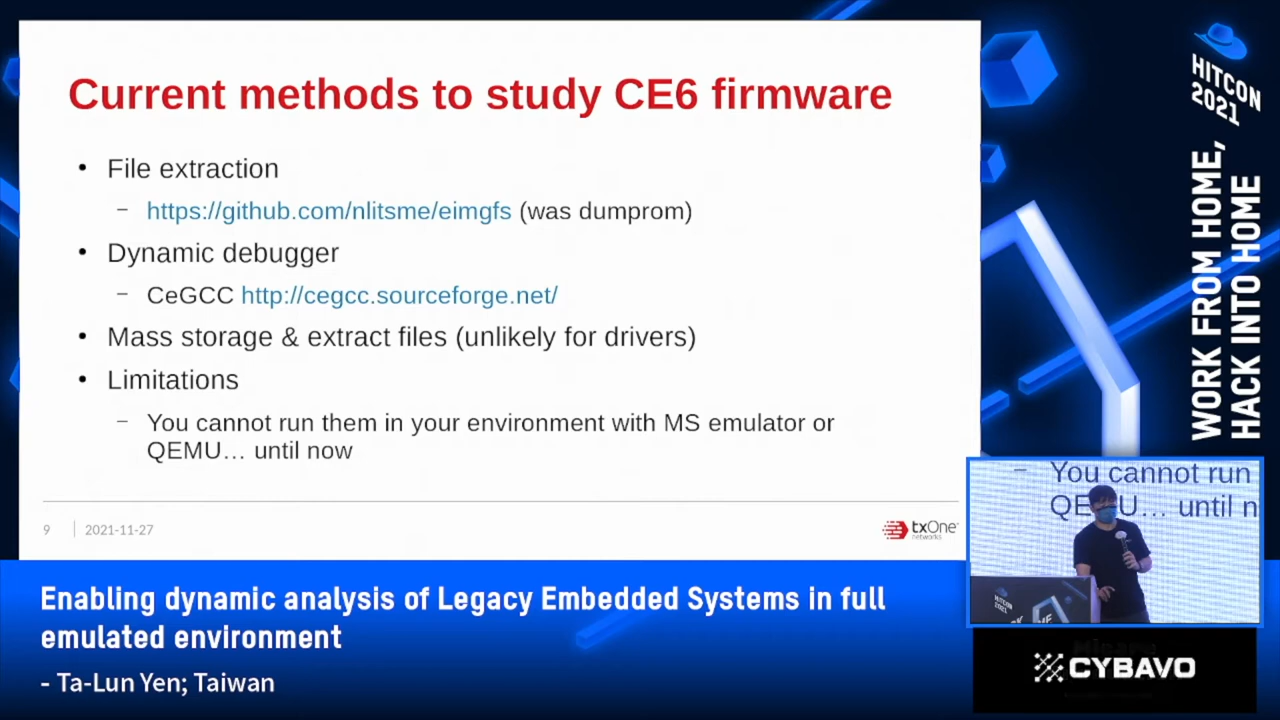 Current methods to study CE6 firmware
• File extraction
– https://github.com/nlitsme/eimgfs (was dumprom)
• Dynamic debugger
– CeGCC http://cegcc.sourceforge.net/
• Mass storage & extract files (unlikely for drivers)
• Limitations
– You cannot run them in your environment with MS emulator or
QEMU… until now
9
2021-11-27
txOne
networks
HITCON
2021
WORK FROM HOME,
HACK INTO HOME
– You cannot run
QE U… until n
HITCON
2021
Enabling dynamic analysis of Legacy Embedded Systems in full
emulated environment
- Ta-Lun Yen; Taiwan
CYBAVO